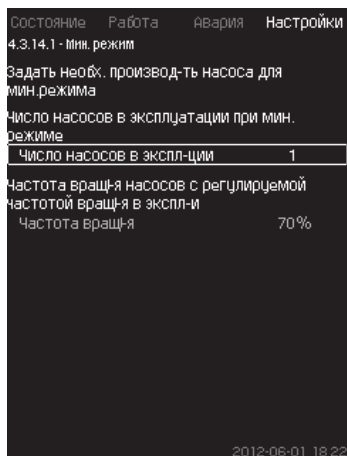 Состояние Работа Авария Настройки
4.3.14.1 - Мин. режим
Задать необх. производ-ть насоса для
мин.режима
Число насосов в эксплуатации при мин.
режиме
Число насосов в экспл-ции 1
Частота вращ-я насосов с регулируемой
частотой вращ-я в экспл-и
Частота вращ-я 70%
2012-06-01 18:22